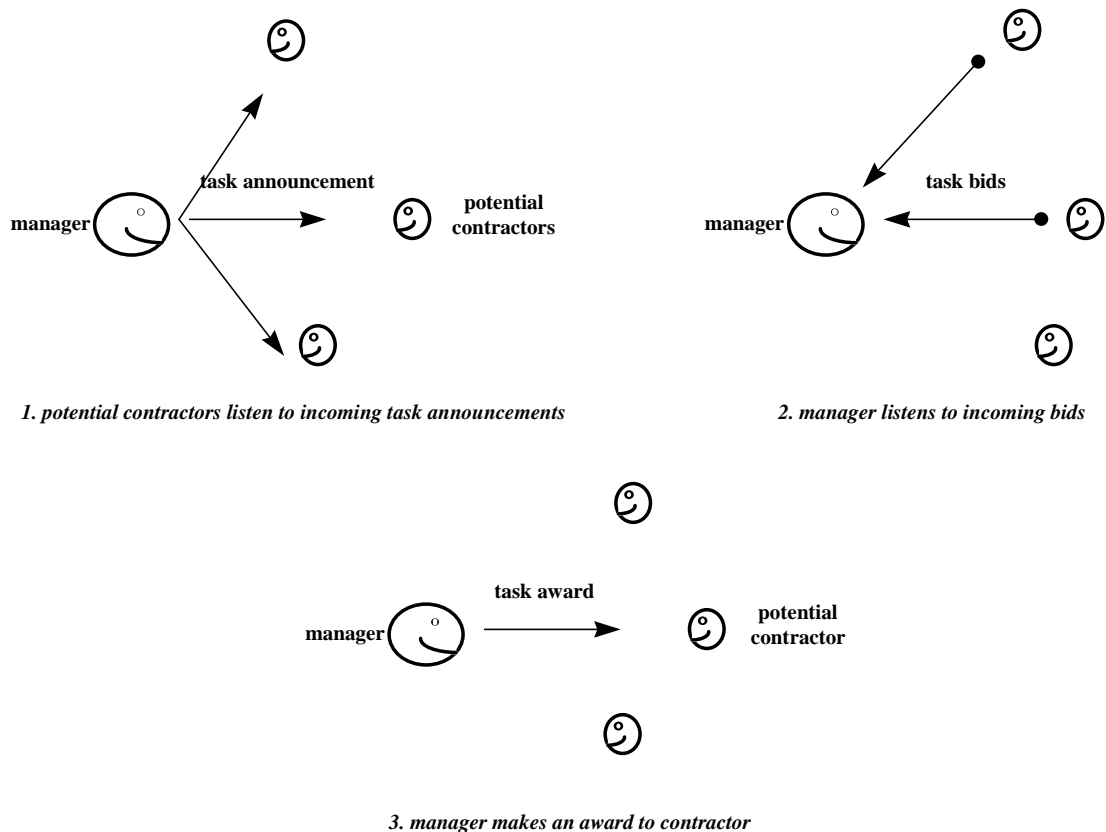 task announcement
manager
potential
contractors
1. potential contractors listen to incoming task announcements
task bids
manager
2. manager listens to incoming bids
task award
manager
potential
contractor
3. manager makes an award to contractor